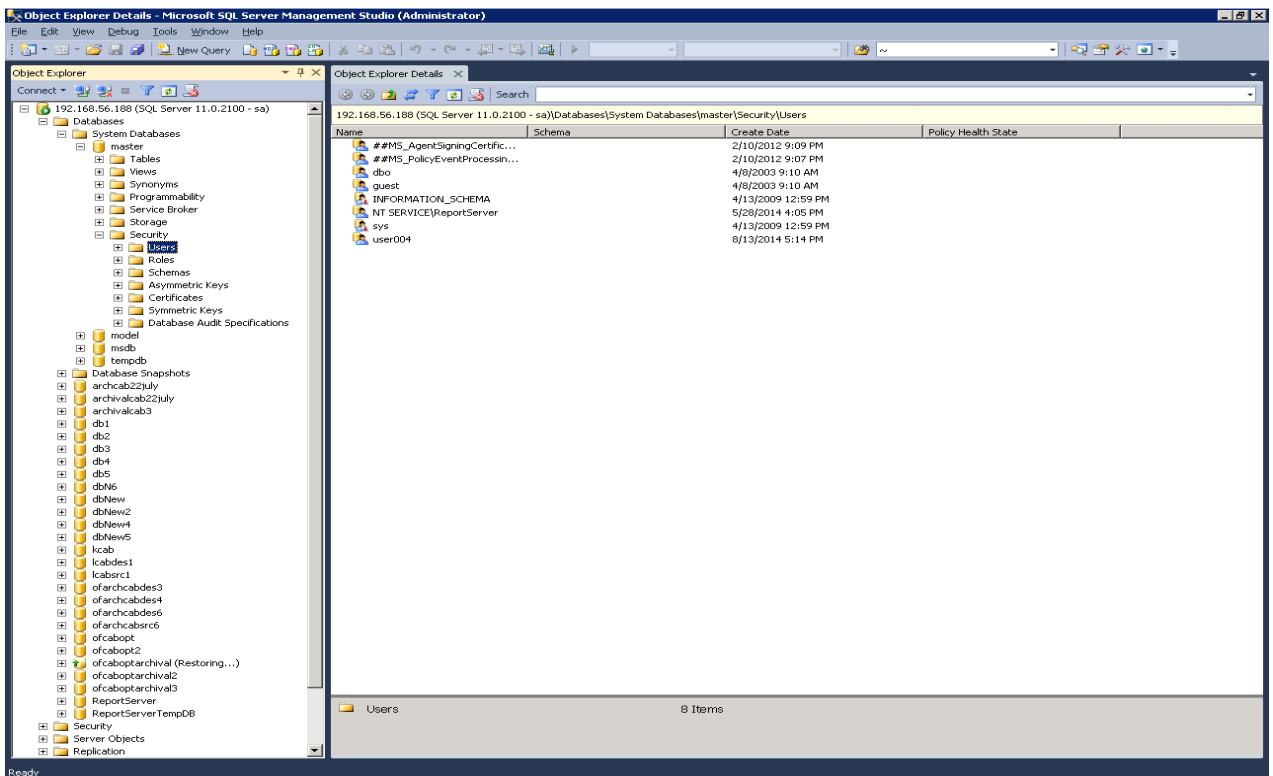 Object Explorer Details - Microsoft SQL Server Management Studio (Administrator)
File Edit View Debug Tools Window Help
New Query
~
Object Explorer
Connect
192.168.56.188 (SQL Server 11.0.2100 - sa)
Databases
System Databases
master
Tables
Views
Synonyms
Programmability
Service Broker
Storage
Security
Users
Roles
Schemas
Asymmetric Keys
Certificates
Symmetric Keys
Database Audit Specifications
model
msdb
tempdb
Database Snapshots
archcab22july
archivalcab22july
archivalcab3
db1
db2
db3
db4
db5
dbN6
dbNew
dbNew2
dbNew4
dbNew5
kcab
lcabdes1
lcabsrc1
ofarchcabdes3
ofarchcabdes4
ofarchcabdes6
ofarchcabsrc6
ofcabopt
ofcabopt2
ofcaboptarchival (Restoring...)
ofcaboptarchival2
ofcaboptarchival3
ReportServer
ReportServerTempDB
Security
Server Objects
Replication
Object Explorer Details
Search
192.168.56.188 (SQL Server 11.0.2100 - sa)\Databases\System Databases\master\Security\Users
Name Schema Create Date Policy Health State
##MS_AgentSigningCertific... 2/10/2012 9:09 PM
##MS_PolicyEventProcessin... 2/10/2012 9:07 PM
dbo 4/8/2003 9:10 AM
guest 4/8/2003 9:10 AM
INFORMATION_SCHEMA 4/13/2009 12:59 PM
NT SERVICE\ReportServer 5/28/2014 4:05 PM
sys 4/13/2009 12:59 PM
user004 8/13/2014 5:14 PM
Users 8 Items
Ready